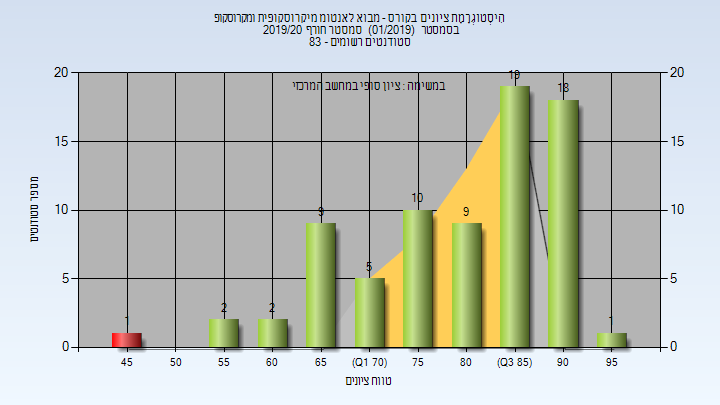 היסטוגרמת ציונים בקורס - מבוא לאנטומ מיקרוסקופית ומקרוסקופ
בסמסטר (01/2019) סמסטר חורף 2019/20
סטודנטים רשומים - 83
במשימה : ציון סופי במחשב המרכזי
20 20
15 15
10 10
5 5
0 0
1 2 2 9 5 10 9 19 18 1
מספר סטודנטים
45 50 55 60 65 (Q1 70) 75 80 (Q3 85) 90 95
טווח ציונים